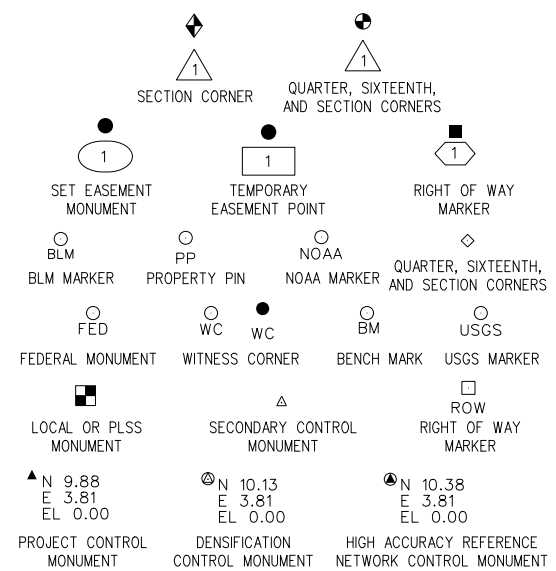 1
1
SECTION CORNER
QUARTER, SIXTEENTH,
AND SECTION CORNERS
1
1
1
SET EASEMENT
MONUMENT
TEMPORARY
EASEMENT POINT
RIGHT OF WAY
MARKER
BLM
PP
NOAA
BLM MARKER
PROPERTY PIN
NOAA MARKER
QUARTER, SIXTEENTH,
AND SECTION CORNERS
FED
WC
WC
BM
USGS
FEDERAL MONUMENT
WITNESS CORNER
BENCH MARK
USGS MARKER
LOCAL OR PLSS
MONUMENT
SECONDARY CONTROL
MONUMENT
ROW
RIGHT OF WAY
MARKER
N 9.88
E 3.81
EL 0.00
PROJECT CONTROL
MONUMENT
N 10.13
E 3.81
EL 0.00
DENSIFICATION
CONTROL MONUMENT
N 10.38
E 3.81
EL 0.00
HIGH ACCURACY REFERENCE
NETWORK CONTROL MONUMENT